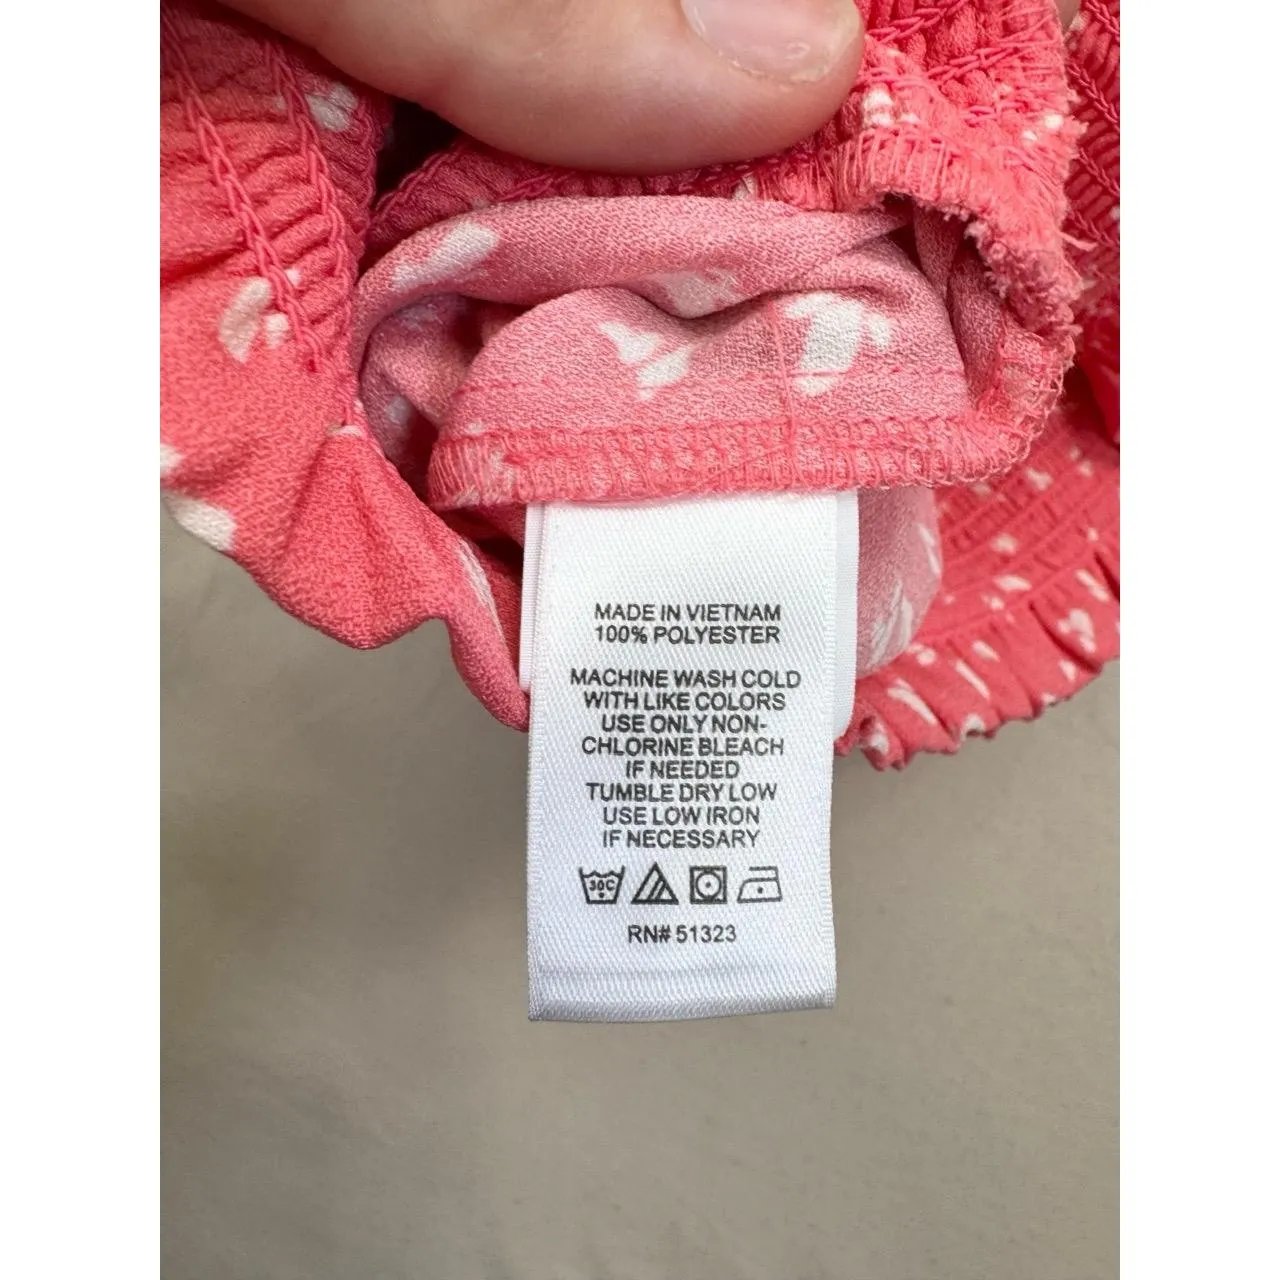 MADE IN VIETNAM
100% POLYESTER
MACHINE WASH COLD
WITH LIKE COLORS
USE ONLY NON-
CHLORINE BLEACH
IF NEEDED
TUMBLE DRY LOW
USE LOW IRON
IF NECESSARY
30C
RN# 51323